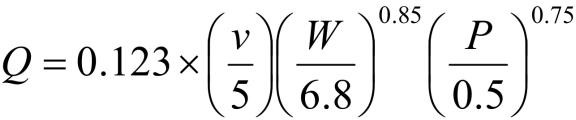 Q = 0.123 × (v/5)(W/6.8)^0.85 (P/0.5)^0.75